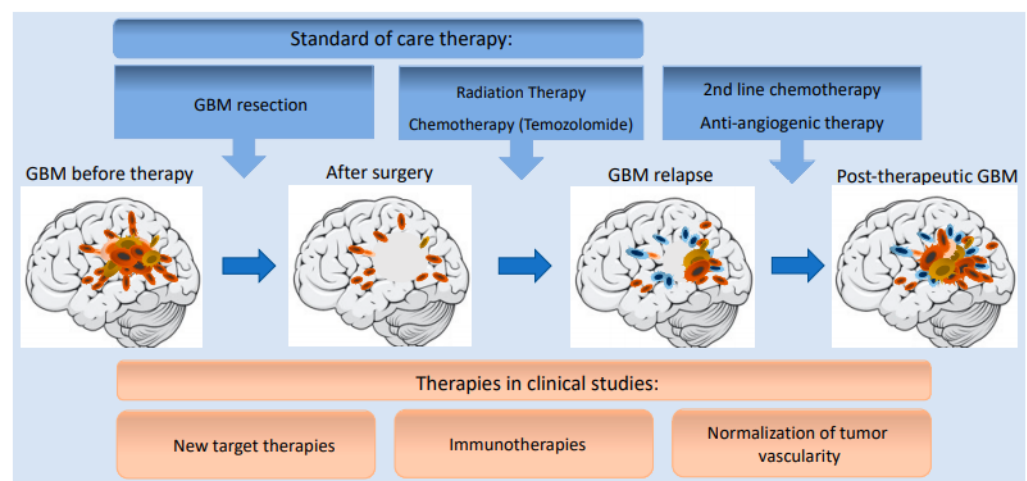 Standard of care therapy:
GBM resection
Radiation Therapy
Chemotherapy (Temozolomide)
2nd line chemotherapy
Anti-angiogenic therapy
GBM before therapy
After surgery
GBM relapse
Post-therapeutic GBM
Therapies in clinical studies:
New target therapies
Immunotherapies
Normalization of tumor
vascularity